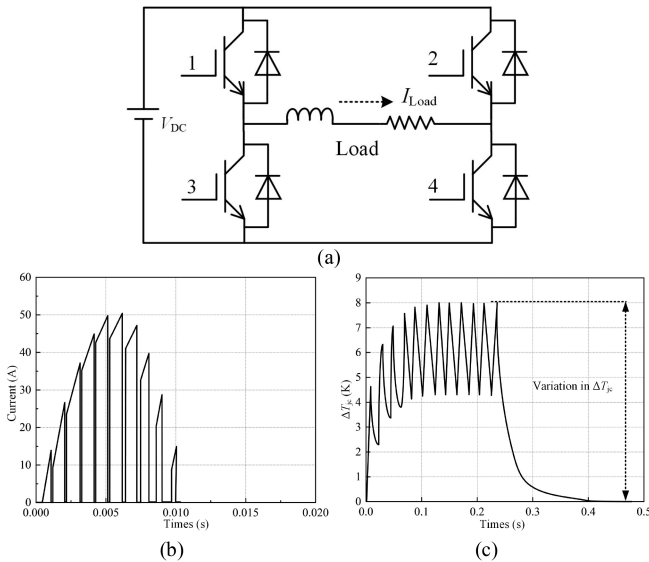 1
2
I_Load
V_DC
Load
3
4
(a)
60
50
40
30
20
10
0
Current (A)
0.000
0.005
0.010
0.015
0.020
Times (s)
(b)
9
8
7
6
5
4
3
2
1
0
ΔT_jc (K)
Variation in ΔT_jc
0.0
0.1
0.2
0.3
0.4
0.5
Times (s)
(c)